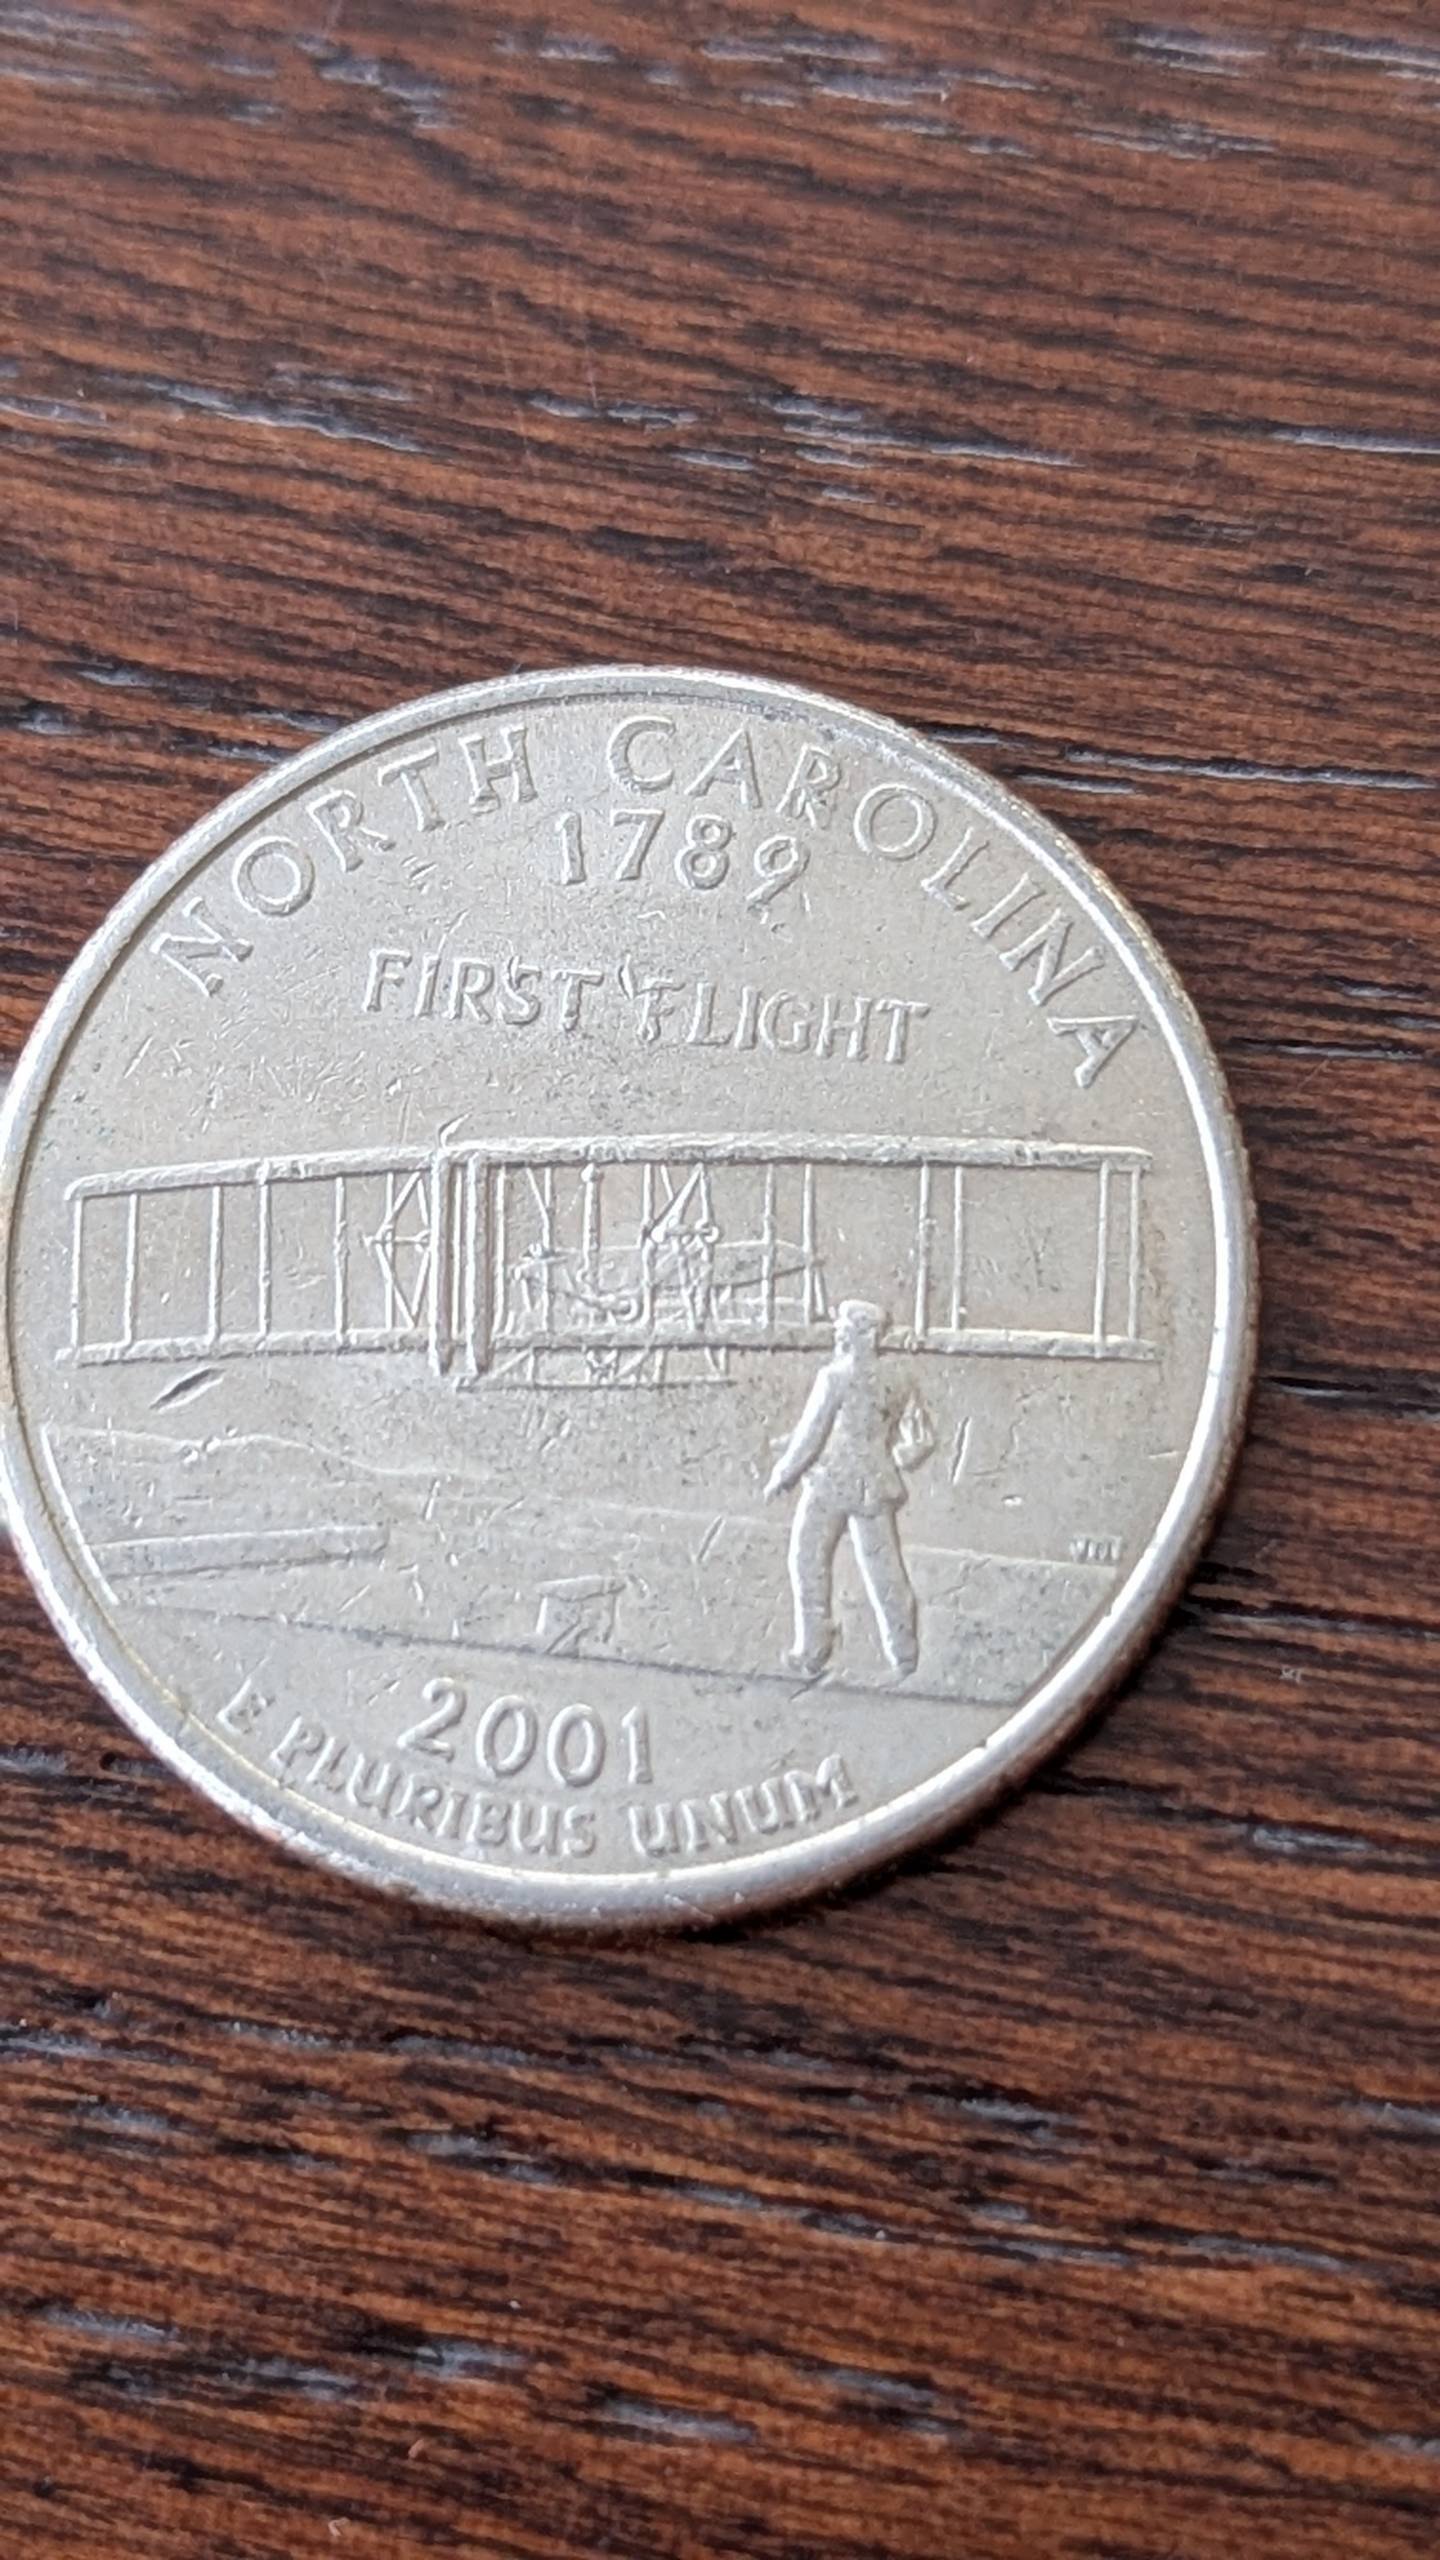 NORTH CAROLINA
1789
FIRST FLIGHT
2001
E PLURIBUS UNUM